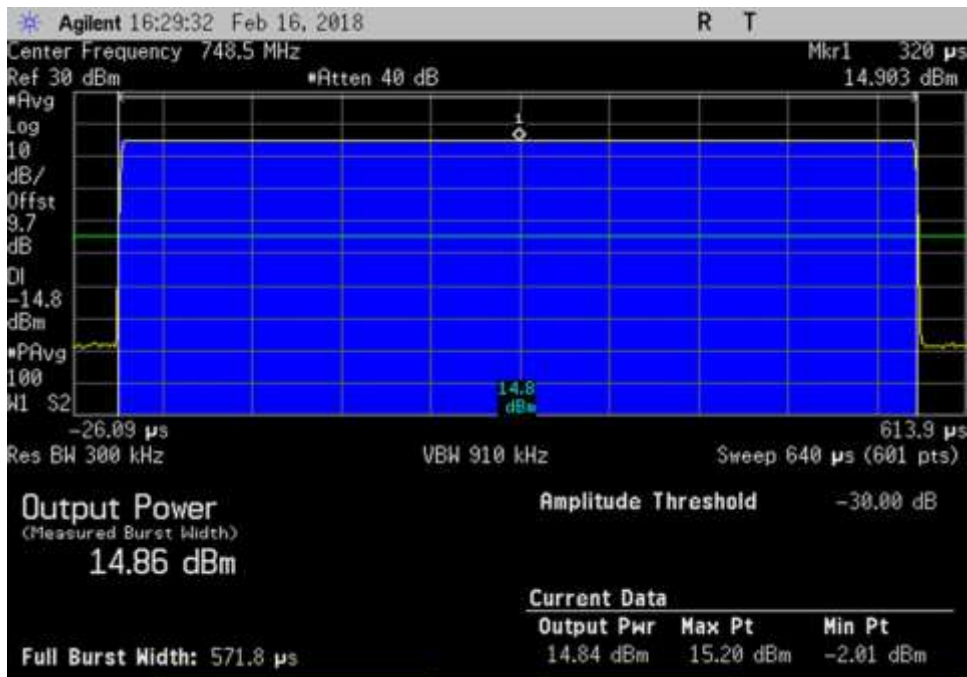 Agilent 16:29:32 Feb 16, 2018 R T
Center Frequency 748.5 MHz Mkr1 320 µs
Ref 30 dBm *Atten 40 dB 14.903 dBm
*Avg
Log
10
dB/
Offst
9.7
dB
DI
-14.8
dBm
*PAvg
100
W1 S2
1
14.8
dBm
-26.09 µs 613.9 µs
Res BW 300 kHz VBW 910 kHz Sweep 640 µs (601 pts)
Output Power Amplitude Threshold -30.00 dB
(Measured Burst Width)
14.86 dBm
Current Data
Output Pwr Max Pt Min Pt
Full Burst Width: 571.8 µs 14.84 dBm 15.20 dBm -2.01 dBm